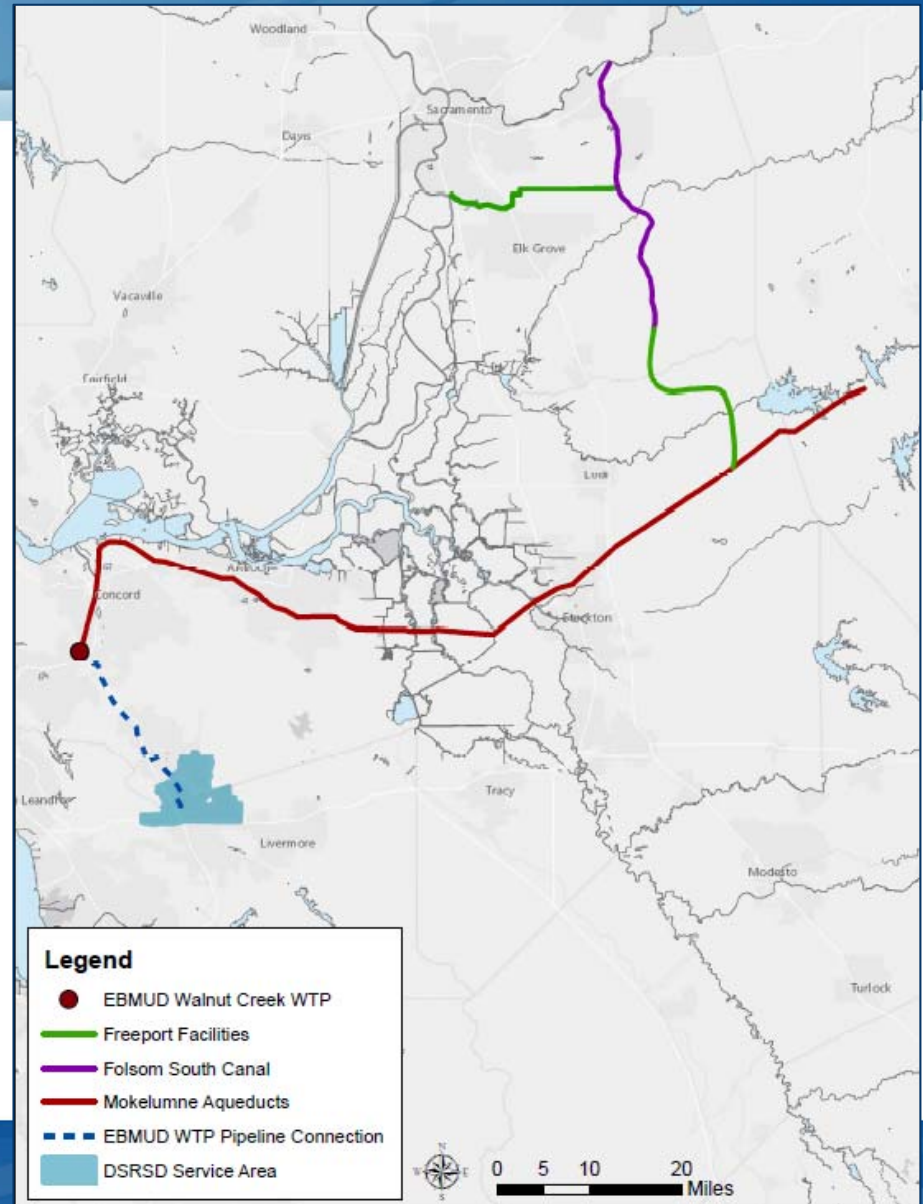 Woodland
Sacramento
Davis
Elk Grove
Vacaville
Fairfield
Lodi
Antioch
Concord
Stockton
Tracy
Leandro
Livermore
Modesto
Turlock
Legend
EBMUD Walnut Creek WTP
Freeport Facilities
Folsom South Canal
Mokelumne Aqueducts
EBMUD WTP Pipeline Connection
DSRSD Service Area
N
W E
S
0 5 10 20
Miles